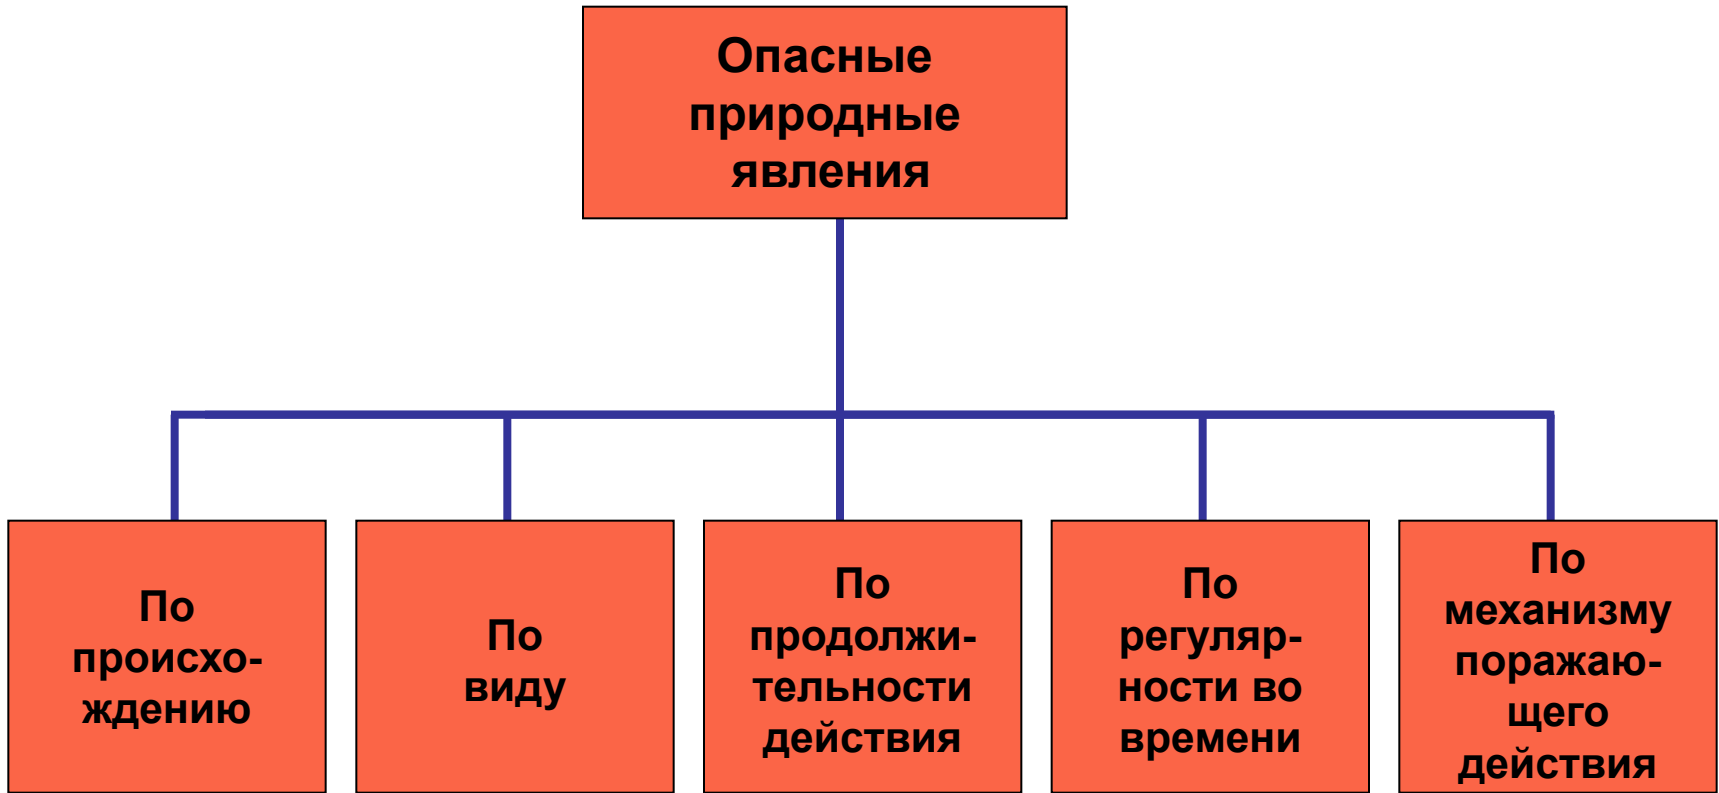 Опасные
природные
явления
По
происхо-
ждению
По
виду
По
продолжи-
тельности
действия
По
регуляр-
ности во
времени
По
механизму
поражаю-
щего
действия